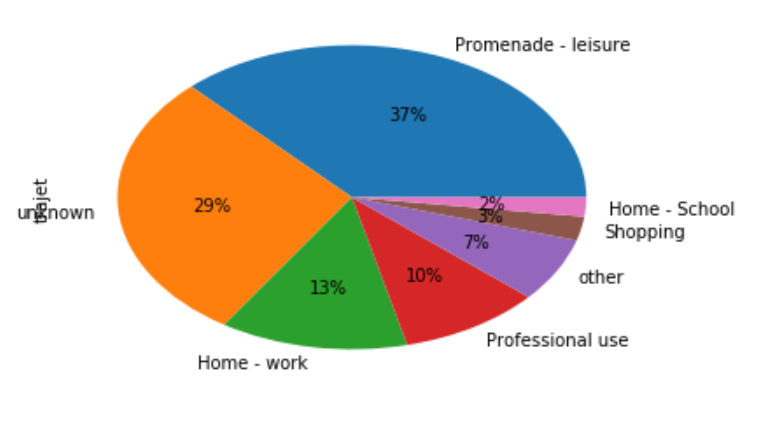 Promenade - leisure
37%
trajet
unknown
29%
2%
Home - School
3%
Shopping
7%
other
10%
13%
Professional use
Home - work